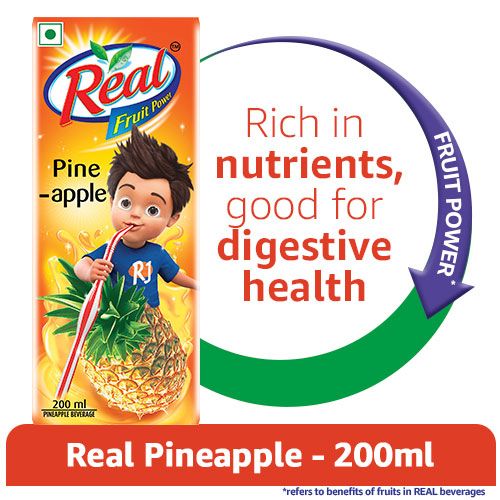 Real™
Fruit Power
Pine
-apple
RJ
200 ml
PINEAPPLE BEVERAGE
Rich in
nutrients,
good for
digestive
health
FRUIT POWER*
Real Pineapple - 200ml
*refers to benefits of fruits in REAL beverages